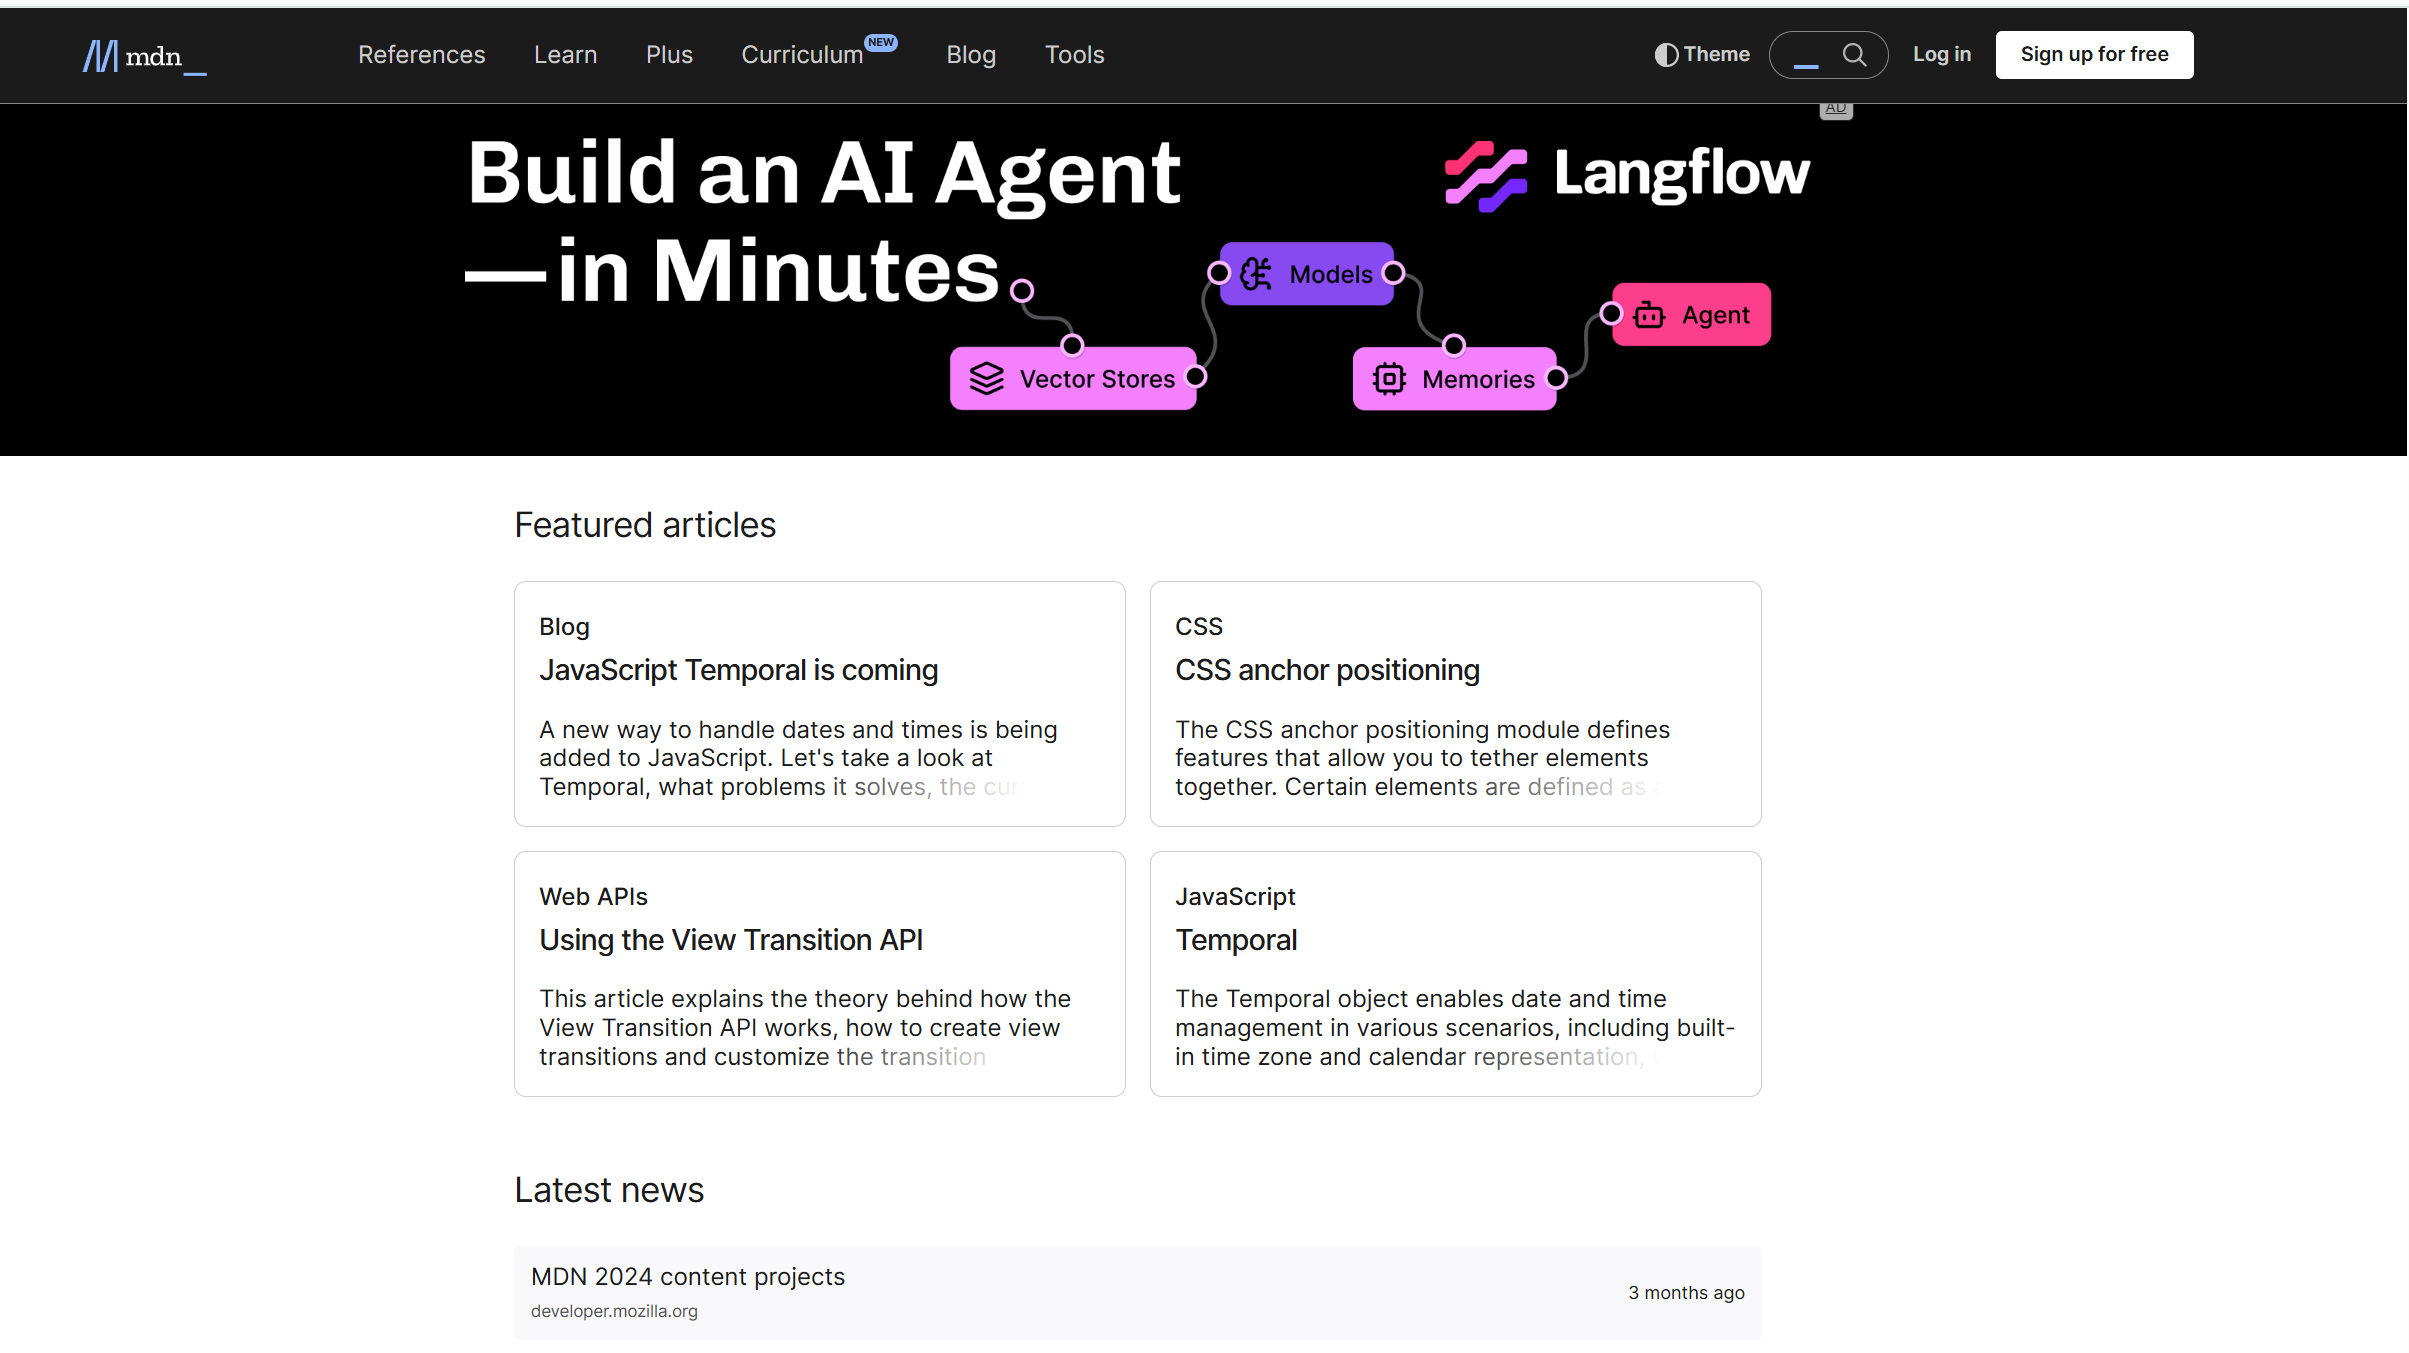 mdn_
References
Learn
Plus
Curriculum NEW
Blog
Tools
Theme
Log in
Sign up for free
AD
Build an AI Agent
—in Minutes
Langflow
Models
Agent
Vector Stores
Memories
Featured articles
Blog
JavaScript Temporal is coming
A new way to handle dates and times is being
added to JavaScript. Let's take a look at
Temporal, what problems it solves, the
CSS
CSS anchor positioning
The CSS anchor positioning module defines
features that allow you to tether elements
together. Certain elements are defined as
Web APIs
Using the View Transition API
This article explains the theory behind how the
View Transition API works, how to create view
transitions and customize the transition
JavaScript
Temporal
The Temporal object enables date and time
management in various scenarios, including built-
in time zone and calendar representation,
Latest news
MDN 2024 content projects
developer.mozilla.org
3 months ago